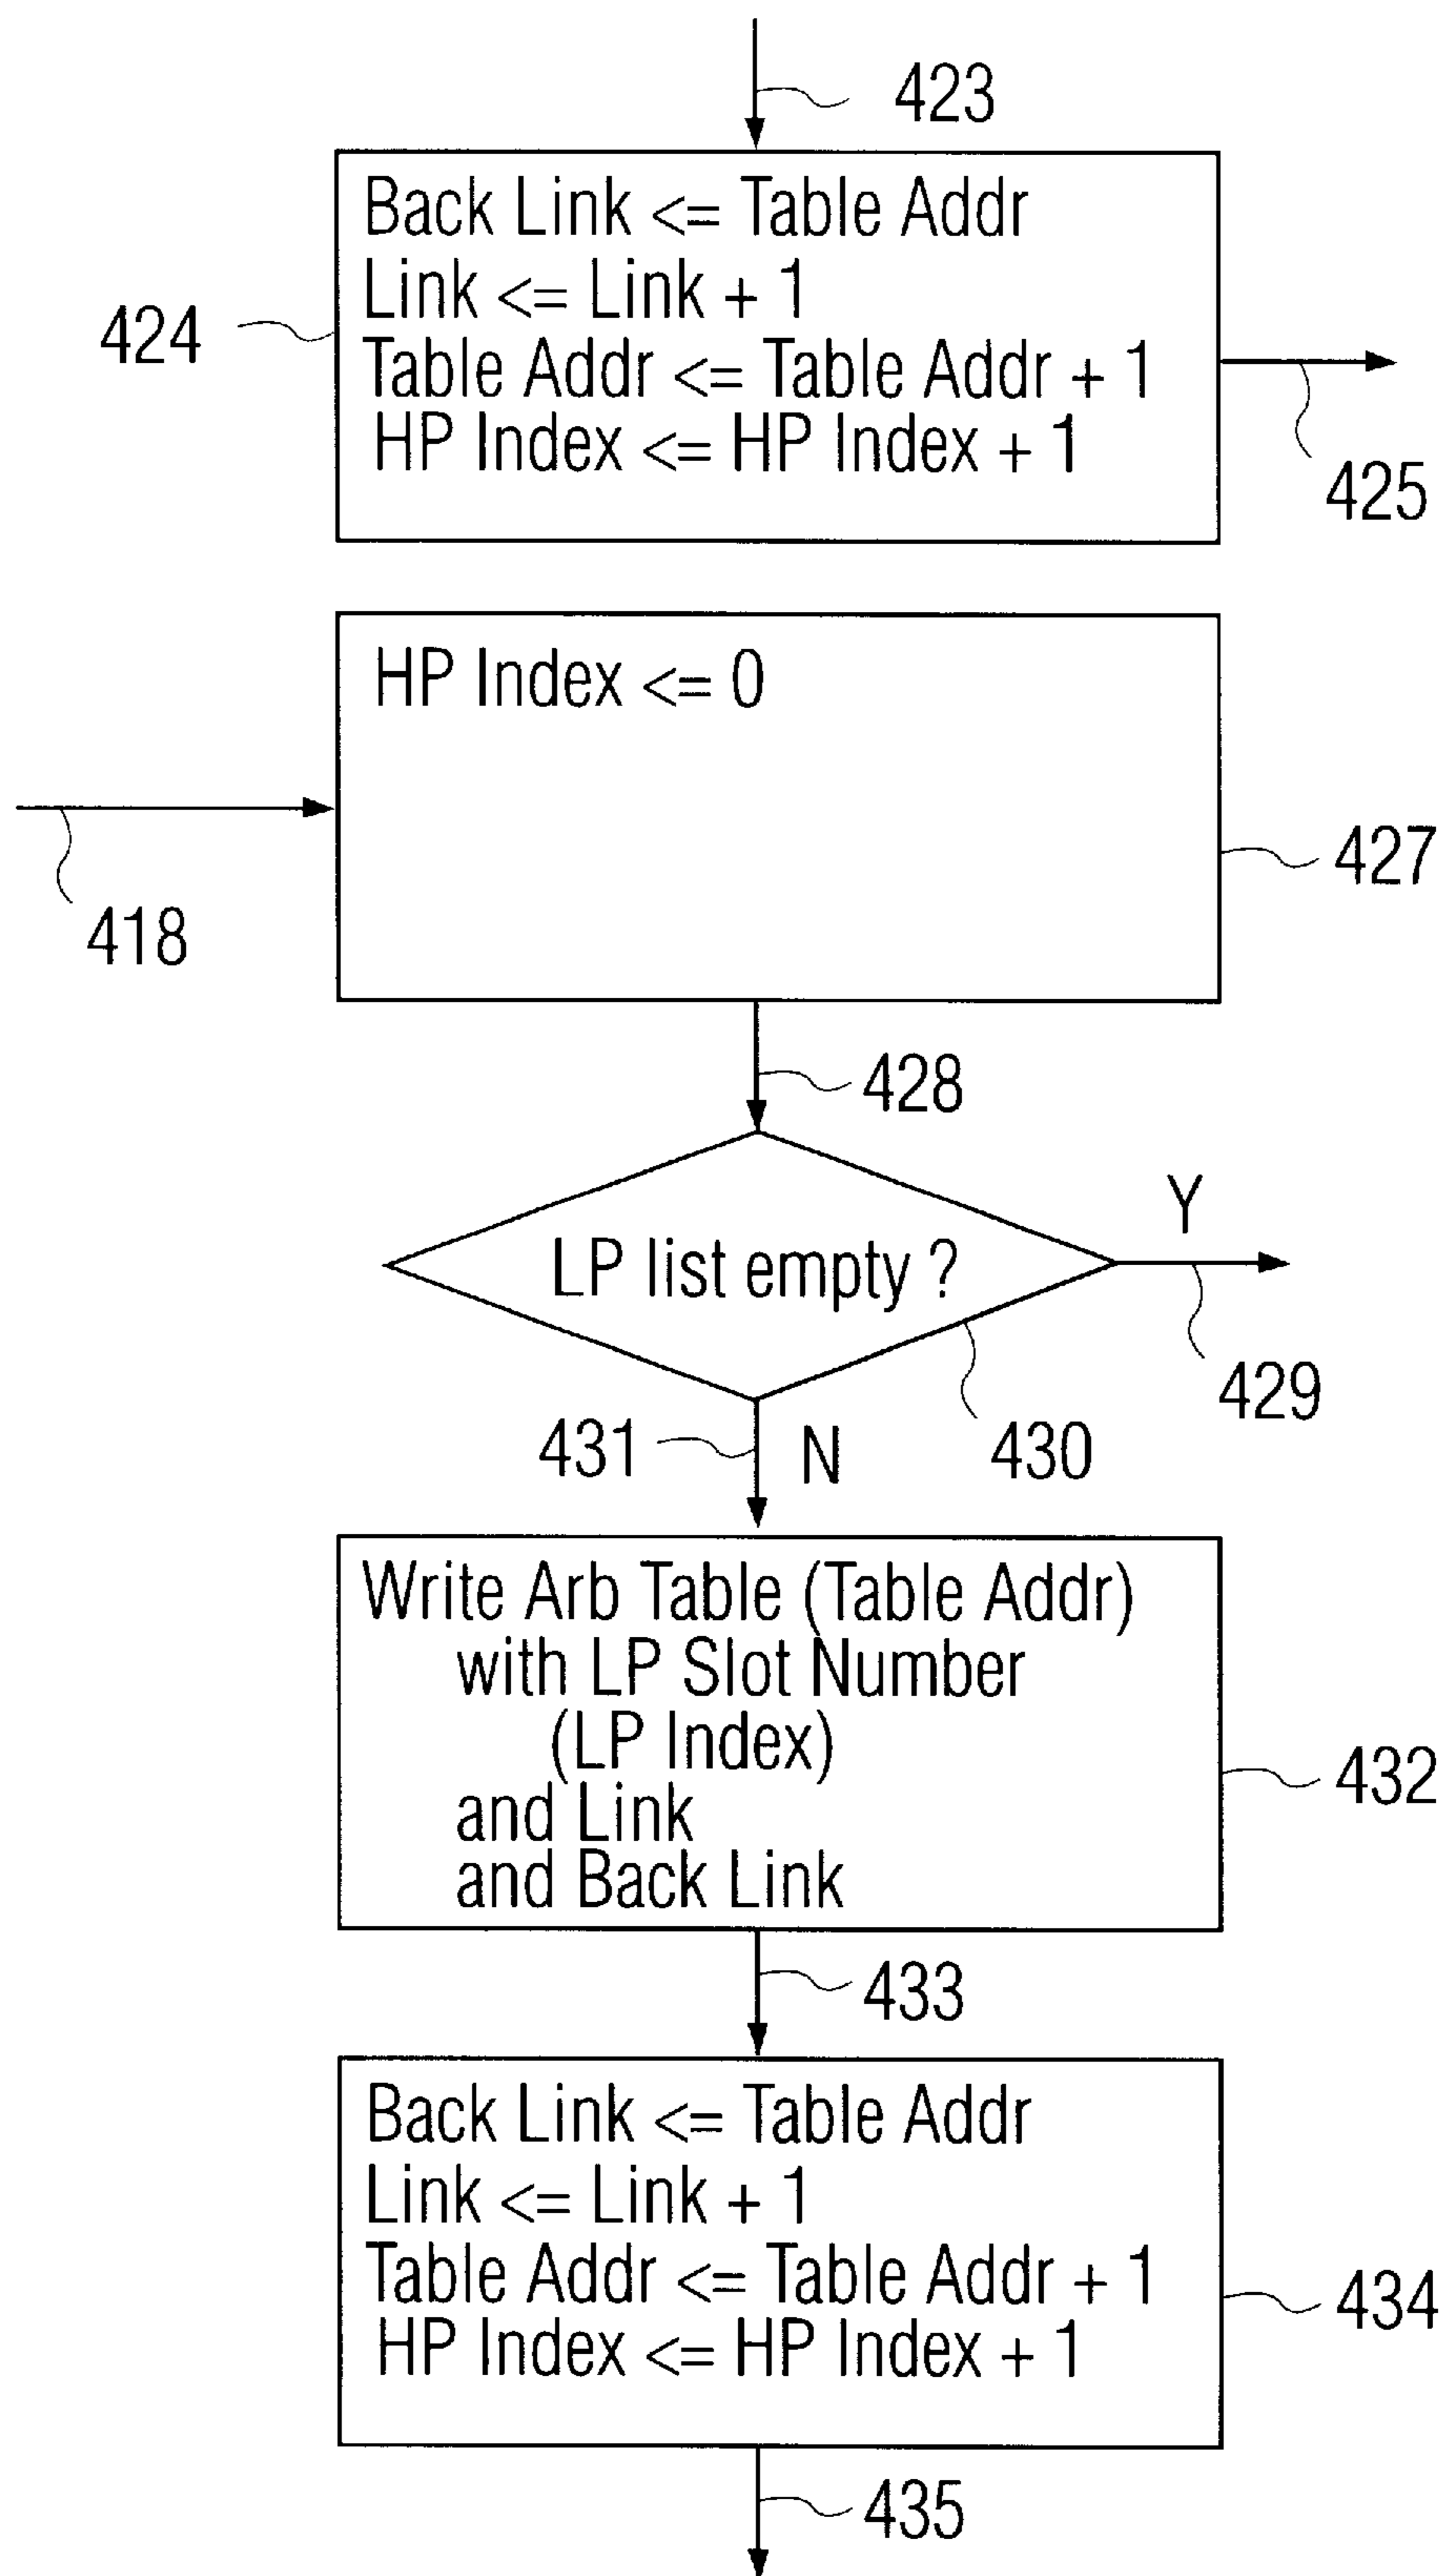 423
Back Link <= Table Addr
Link <= Link + 1
424
Table Addr <= Table Addr + 1
HP Index <= HP Index + 1
425
HP Index <= 0
427
418
428
Y
LP list empty ?
429
431
N
430
Write Arb Table (Table Addr)
with LP Slot Number
(LP Index)
432
and Link
and Back Link
433
Back Link <= Table Addr
Link <= Link + 1
Table Addr <= Table Addr + 1
434
HP Index <= HP Index + 1
435